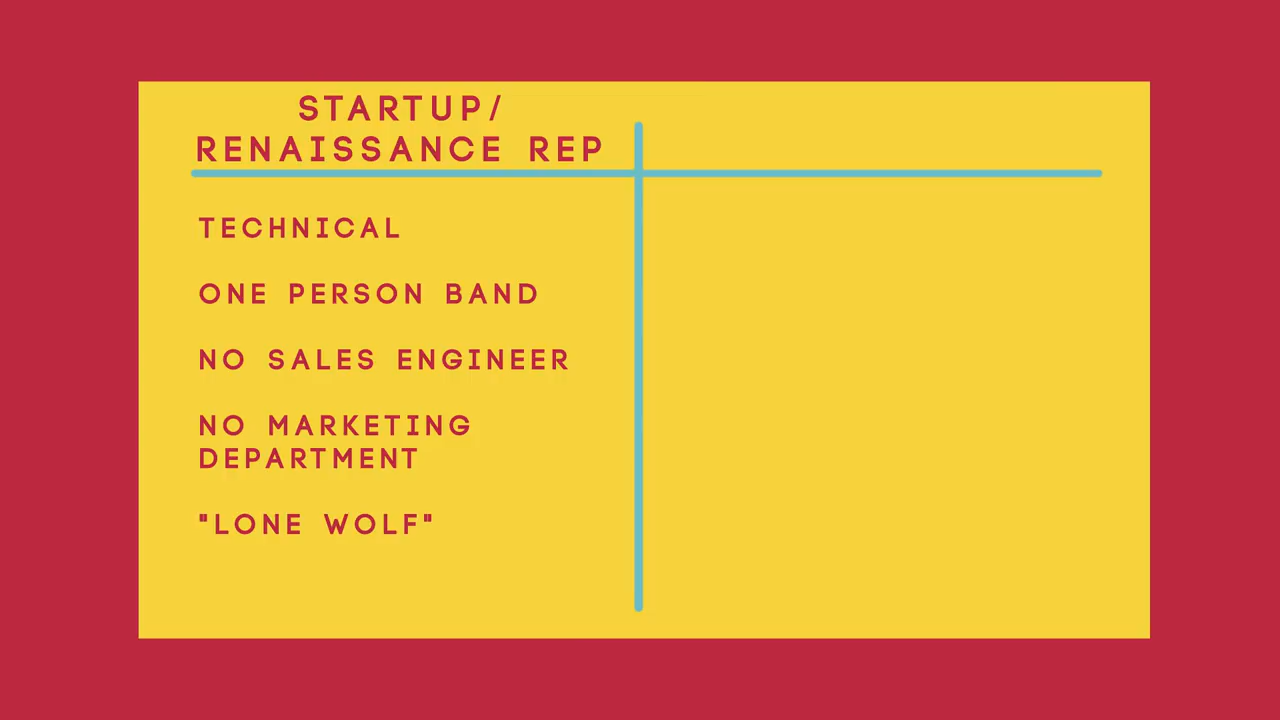 STARTUP/
RENAISSANCE REP
TECHNICAL
ONE PERSON BAND
NO SALES ENGINEER
NO MARKETING
DEPARTMENT
"LONE WOLF"